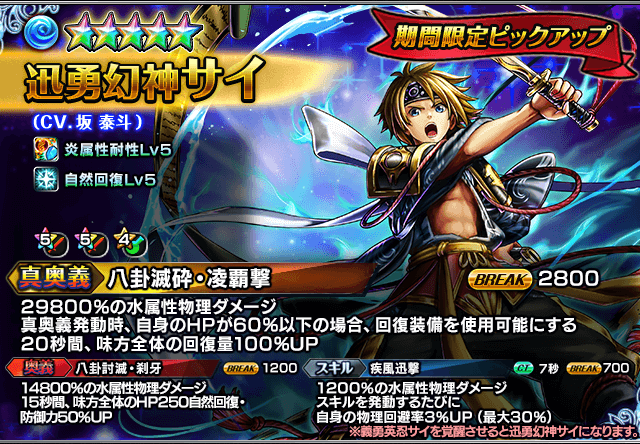 期間限定ピックアップ
迅勇幻神サイ
(CV.坂 泰斗)
炎属性耐性Lv5
自然回復Lv5
5 5 4
真奥義 八卦滅砕・凌覇撃 BREAK 2800
29800%の水属性物理ダメージ
真奥義発動時、自身のHPが60%以下の場合、回復装備を使用可能にする
20秒間、味方全体の回復量100%UP
奥義 八卦討滅・剃牙 BREAK 1200
14800%の水属性物理ダメージ
15秒間、味方全体のHP250自然回復・
防御力50%UP
スキル 疾風迅撃 CT 7秒 BREAK 700
1200%の水属性物理ダメージ
スキルを発動するたびに
自身の物理回避率3%UP (最大30%)
※義勇英忍サイを覚醒させると迅勇幻神サイになります。